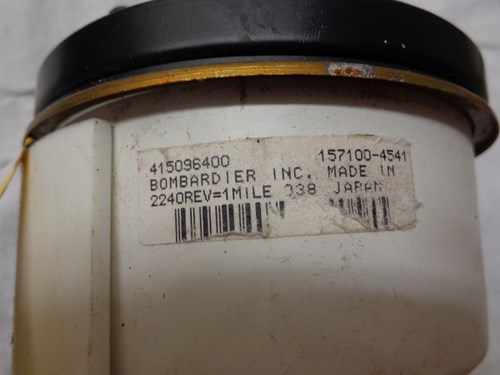 415096400 157100-4541
BOMBARDIER INC. MADE IN
2240REV=1MILE 338 JAPAN